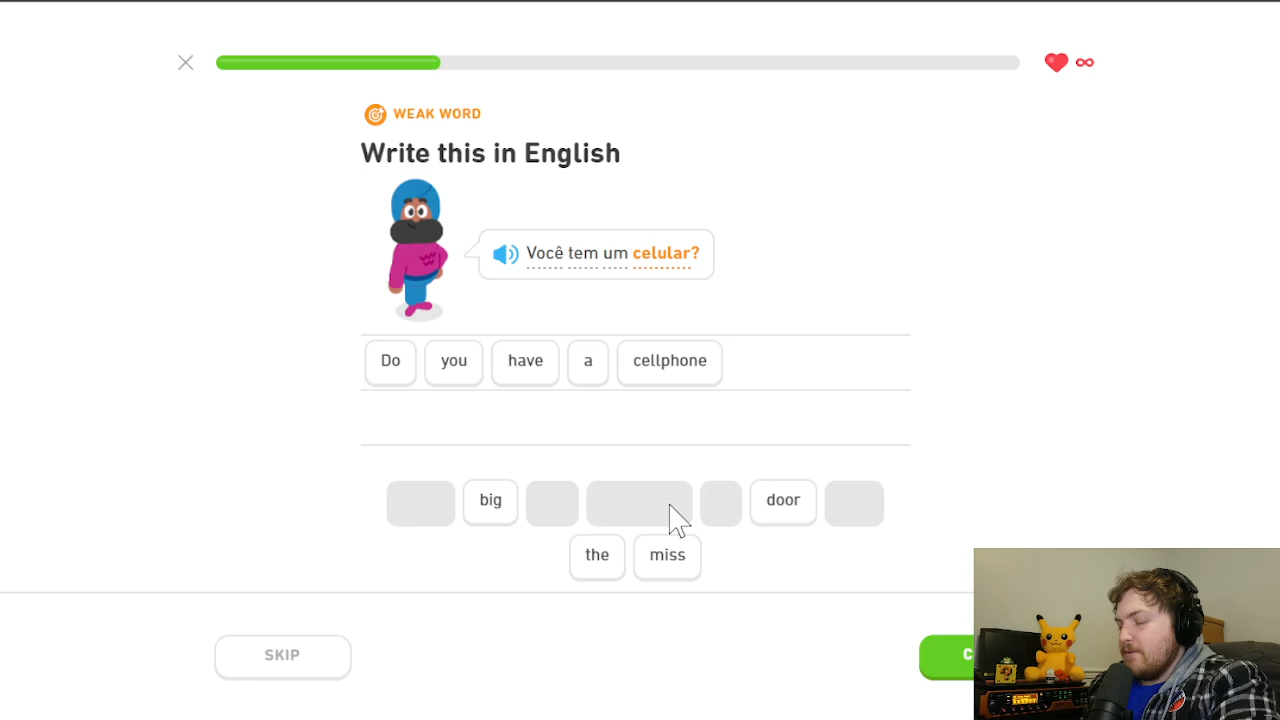 WEAK WORD
Write this in English
Você tem um celular?
Do you have a cellphone
big door
the miss
SKIP
C